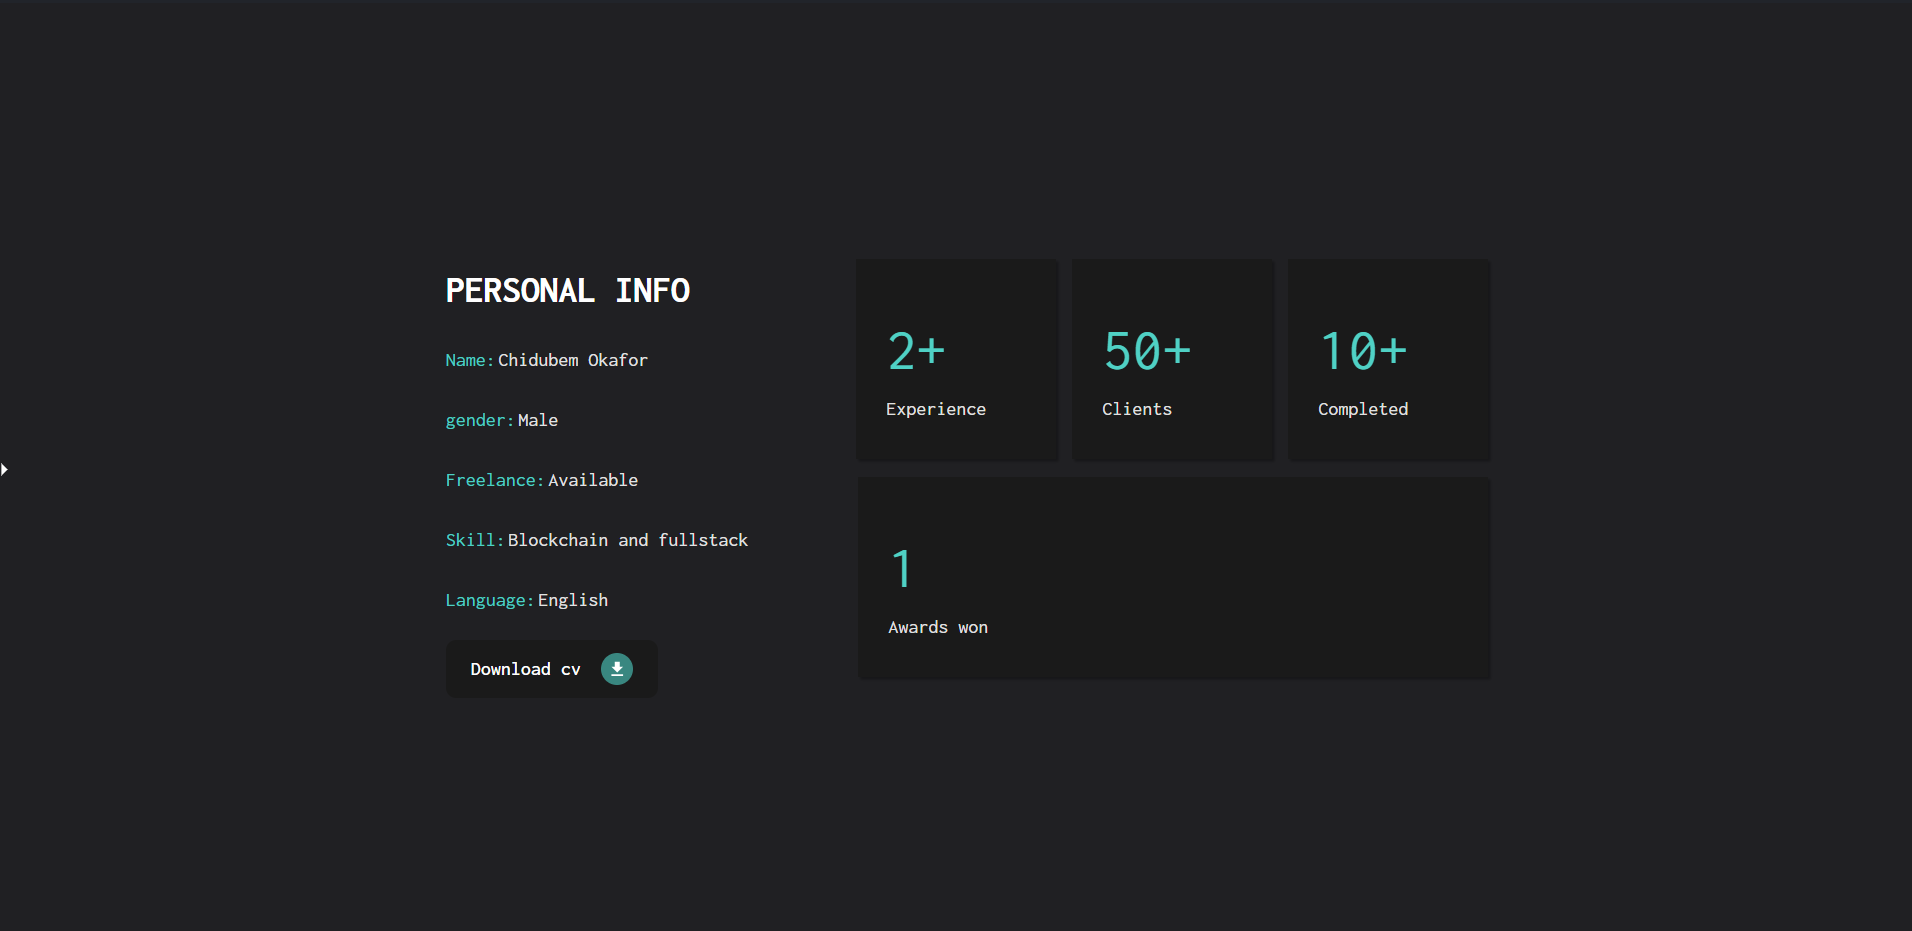 PERSONAL INFO
Name: Chidubem Okafor
gender: Male
Freelance: Available
Skill: Blockchain and fullstack
Language: English
Download cv
2+
Experience
50+
Clients
10+
Completed
1
Awards won